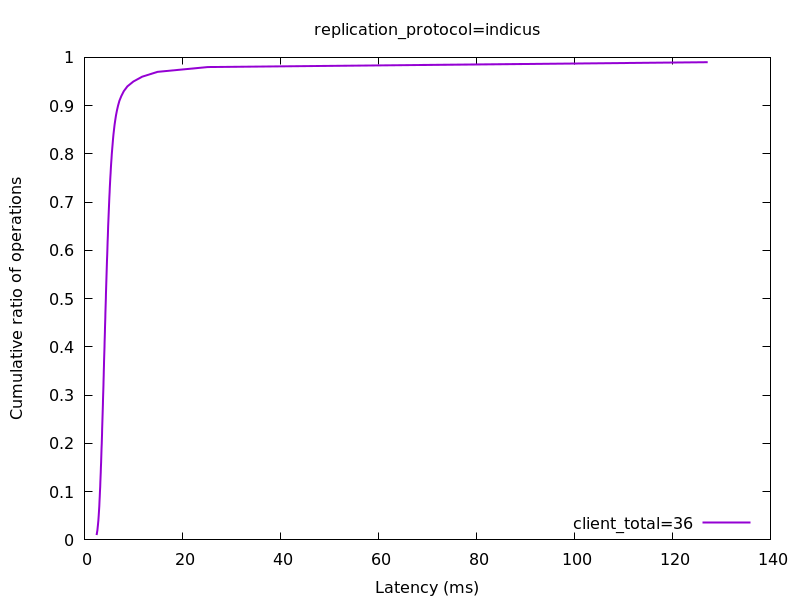 replication_protocol=indicus
1
0.9
0.8
0.7
0.6
0.5
0.4
0.3
0.2
0.1
0
Cumulative ratio of operations
client_total=36
0 20 40 60 80 100 120 140
Latency (ms)